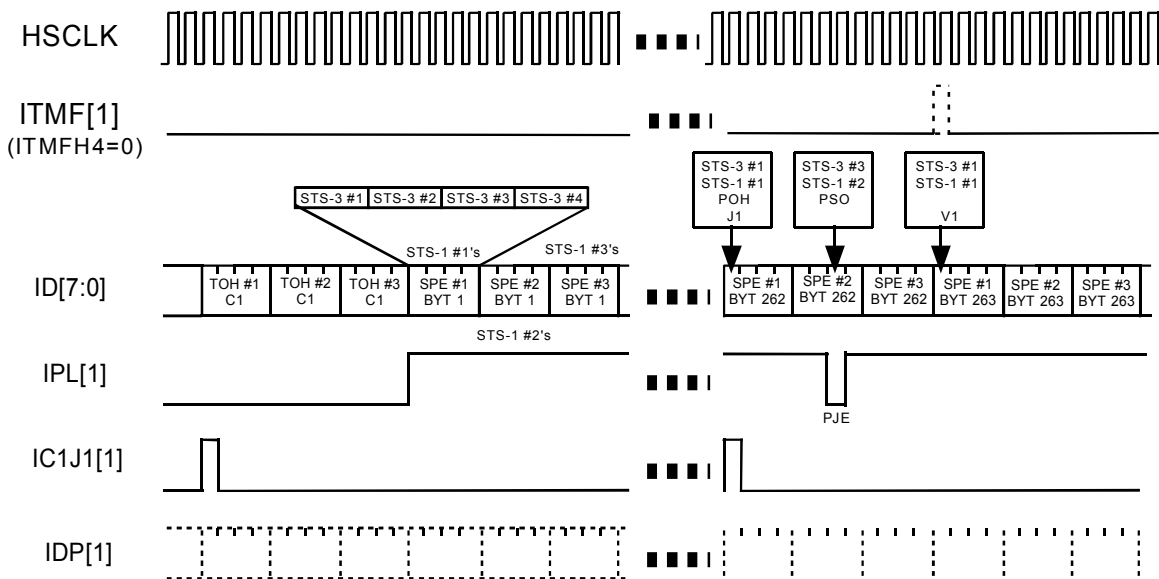 HSCLK
ITMF[1]
(ITMFH4=0)
STS-3 #1
STS-1 #1
POH
J1
STS-3 #3
STS-1 #2
PSO
STS-3 #1
STS-1 #1
V1
STS-3 #1 STS-3 #2 STS-3 #3 STS-3 #4
STS-1 #1's STS-1 #3's
ID[7:0]
TOH #1
C1
TOH #2
C1
TOH #3
C1
SPE #1
BYT 1
SPE #2
BYT 1
SPE #3
BYT 1
SPE #1
BYT 262
SPE #2
BYT 262
SPE #3
BYT 262
SPE #1
BYT 263
SPE #2
BYT 263
SPE #3
BYT 263
STS-1 #2's
IPL[1]
PJE
IC1J1[1]
IDP[1]